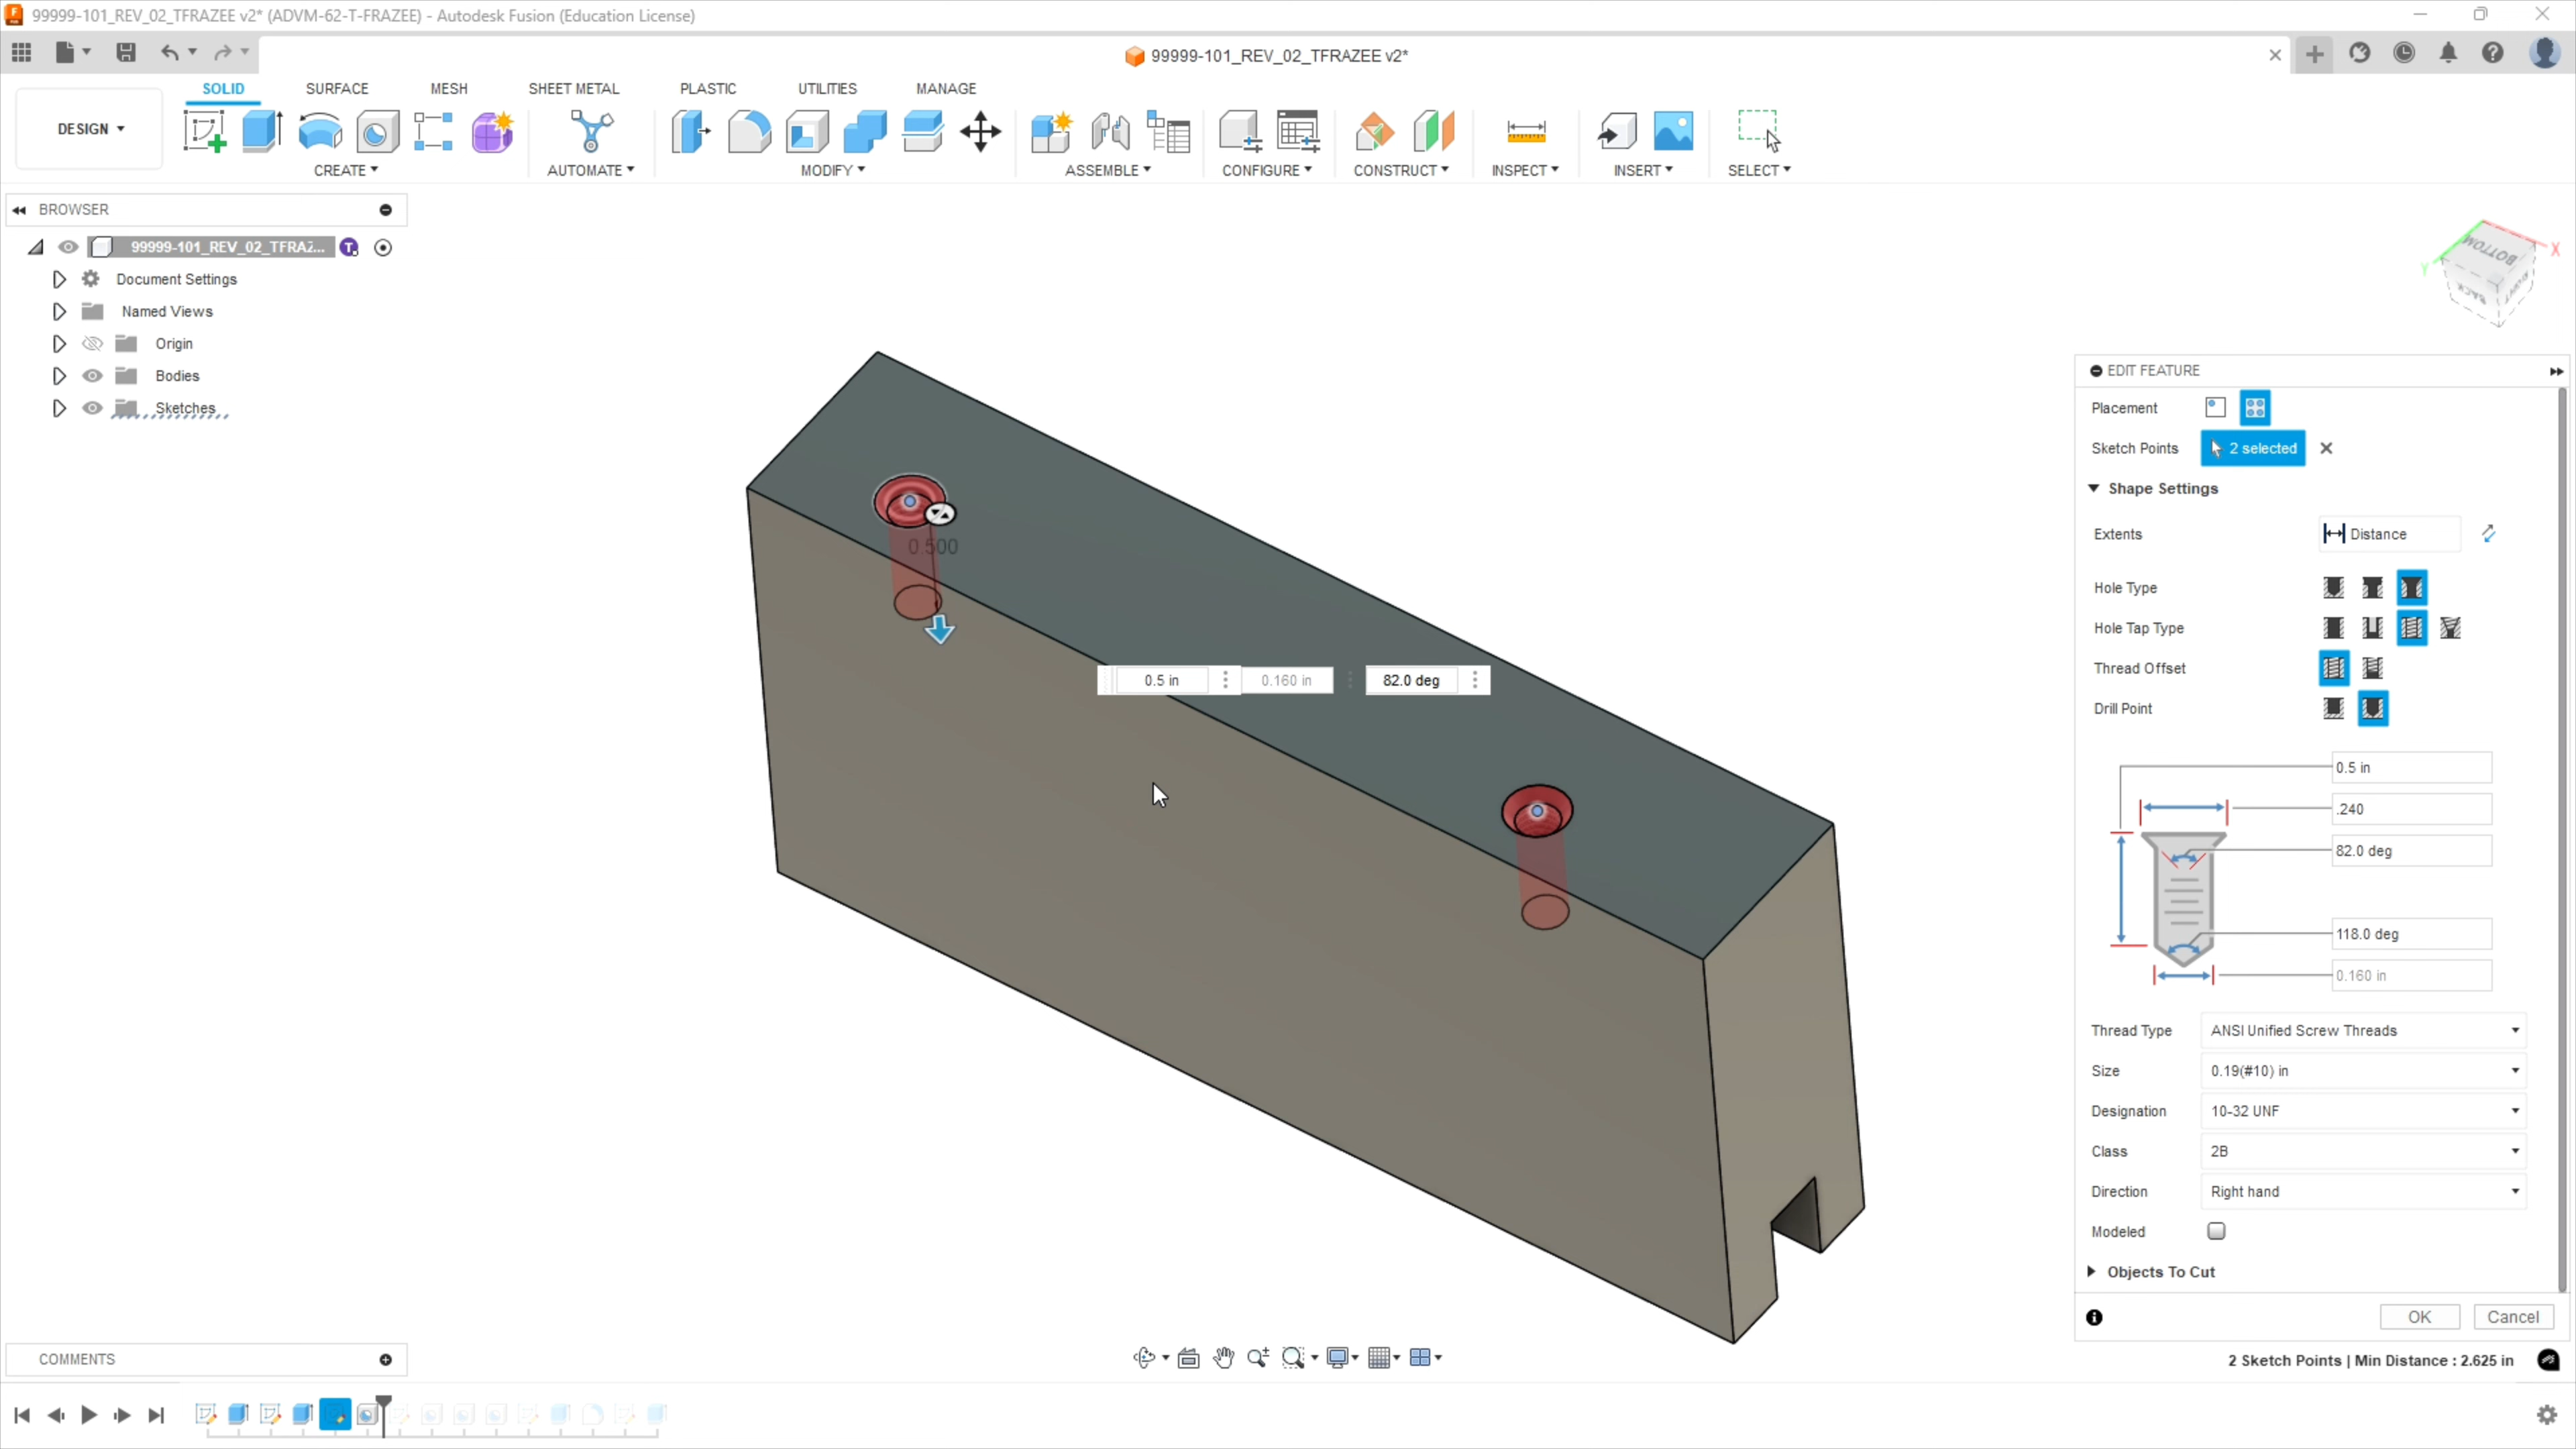 99999-101_REV_02_TFRAZEE v2* (ADVM-62-T-FRAZEE) - Autodesk Fusion (Education License)
99999-101_REV_02_TFRAZEE v2*
SOLID SURFACE MESH SHEET METAL PLASTIC UTILITIES MANAGE
DESIGN
CREATE AUTOMATE MODIFY ASSEMBLE CONFIGURE CONSTRUCT INSPECT INSERT SELECT
BROWSER
99999-101_REV_02_TFRAZ... T
Document Settings
Named Views
Origin
Bodies
Sketches
BOTTOM
BACK
X
Y
0.500
0.5 in 0.160 in 82.0 deg
EDIT FEATURE
Placement
Sketch Points 2 selected
Shape Settings
Extents Distance
Hole Type
Hole Tap Type
Thread Offset
Drill Point
0.5 in
.240
82.0 deg
118.0 deg
0.160 in
Thread Type ANSI Unified Screw Threads
Size 0.19(#10) in
Designation 10-32 UNF
Class 2B
Direction Right hand
Modeled
Objects To Cut
OK Cancel
COMMENTS
2 Sketch Points | Min Distance : 2.625 in